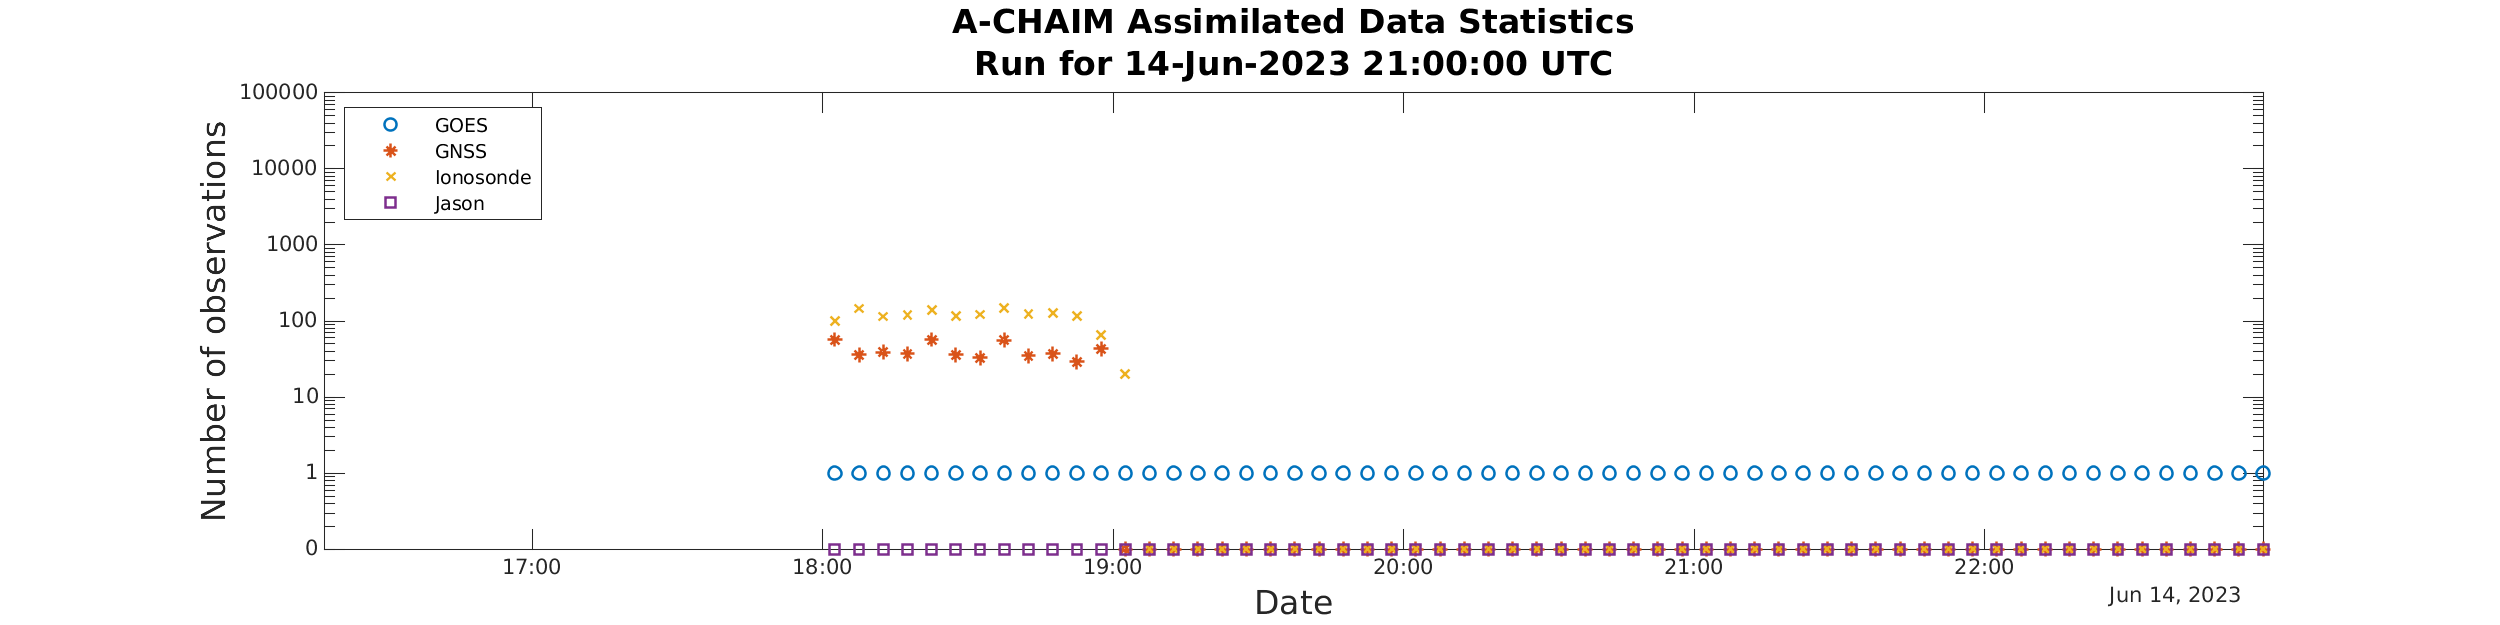 A-CHAIM Assimilated Data Statistics
Run for 14-Jun-2023 21:00:00 UTC
Number of observations
100000
10000
1000
100
10
1
0
GOES
GNSS
Ionosonde
Jason
17:00 18:00 19:00 20:00 21:00 22:00
Date
Jun 14, 2023